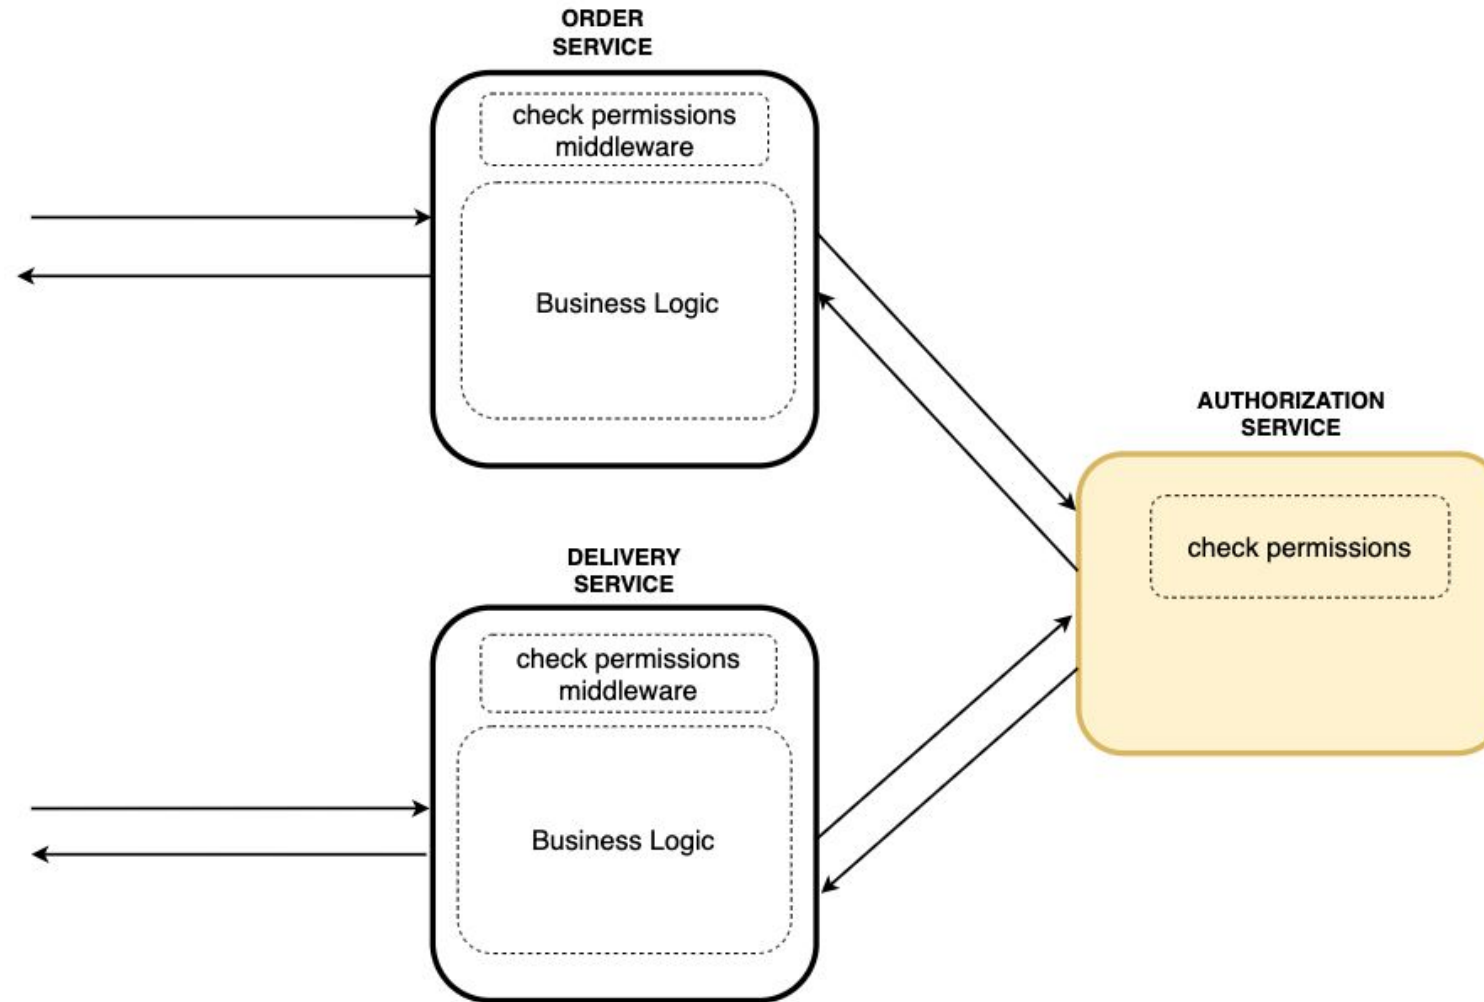 ORDER
SERVICE
check permissions
middleware
Business Logic
AUTHORIZATION
SERVICE
check permissions
DELIVERY
SERVICE
check permissions
middleware
Business Logic